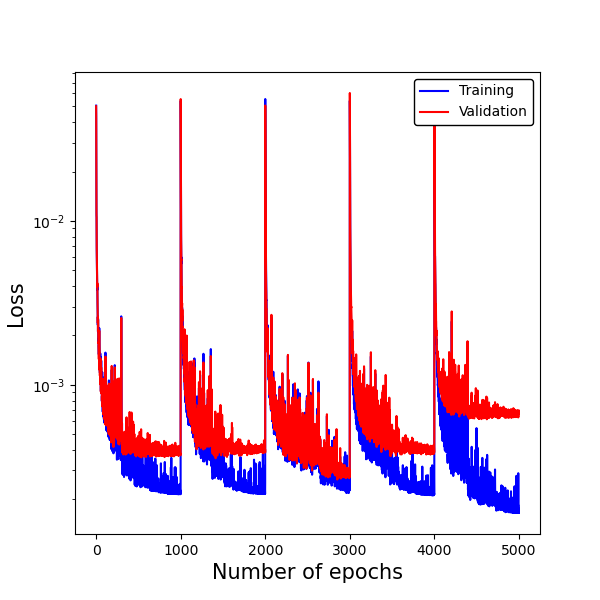 Training
Validation
10⁻²
10⁻³
Loss
0 1000 2000 3000 4000 5000
Number of epochs